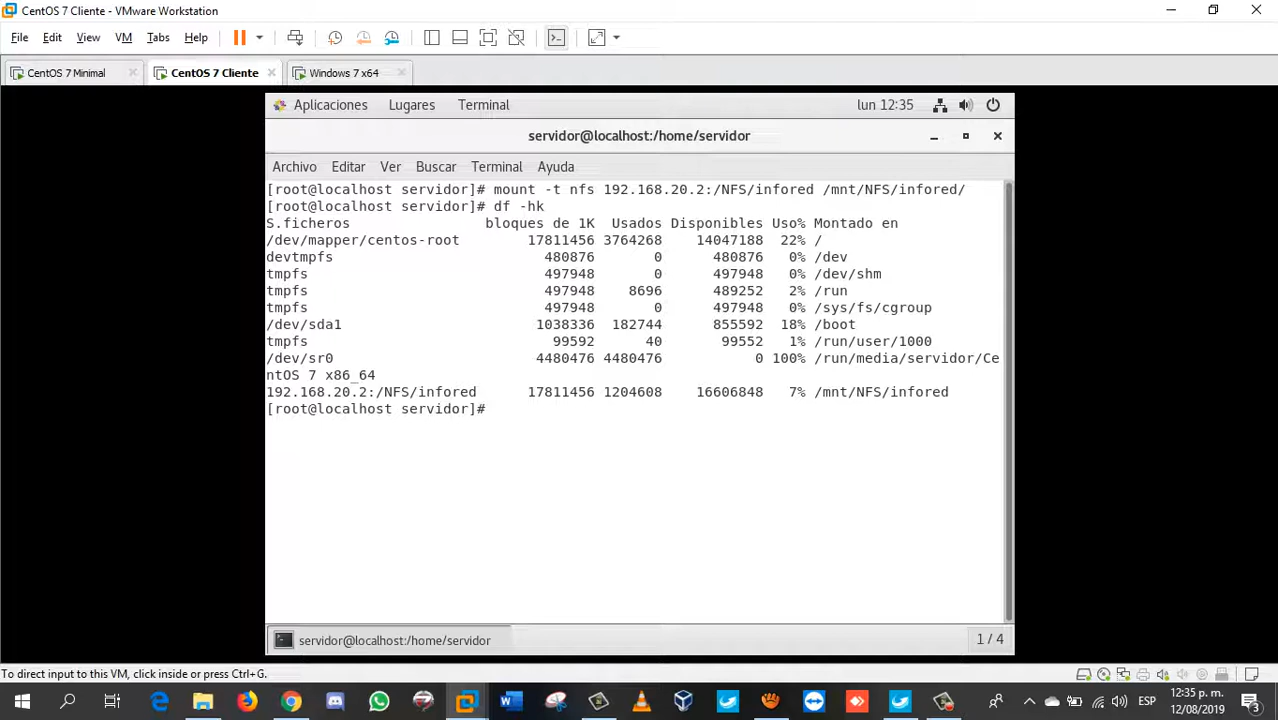 CentOS 7 Cliente - VMware Workstation
File Edit View VM Tabs Help
CentOS 7 Minimal CentOS 7 Cliente Windows 7 x64
Aplicaciones Lugares Terminal lun 12:35
servidor@localhost:/home/servidor
Archivo Editar Ver Buscar Terminal Ayuda
[root@localhost servidor]# mount -t nfs 192.168.20.2:/NFS/infored /mnt/NFS/infored/
[root@localhost servidor]# df -hk
S.ficheros bloques de 1K Usados Disponibles Uso% Montado en
/dev/mapper/centos-root 17811456 3764268 14047188 22% /
devtmpfs 480876 0 480876 0% /dev
tmpfs 497948 0 497948 0% /dev/shm
tmpfs 497948 8696 489252 2% /run
tmpfs 497948 0 497948 0% /sys/fs/cgroup
/dev/sda1 1038336 182744 855592 18% /boot
tmpfs 99592 40 99552 1% /run/user/1000
/dev/sr0 4480476 4480476 0 100% /run/media/servidor/Ce
ntOS 7 x86_64
192.168.20.2:/NFS/infored 17811456 1204608 16606848 7% /mnt/NFS/infored
[root@localhost servidor]#
servidor@localhost:/home/servidor 1 / 4
To direct input to this VM, click inside or press Ctrl+G.
ESP 12:35 p. m.
12/08/2019 3